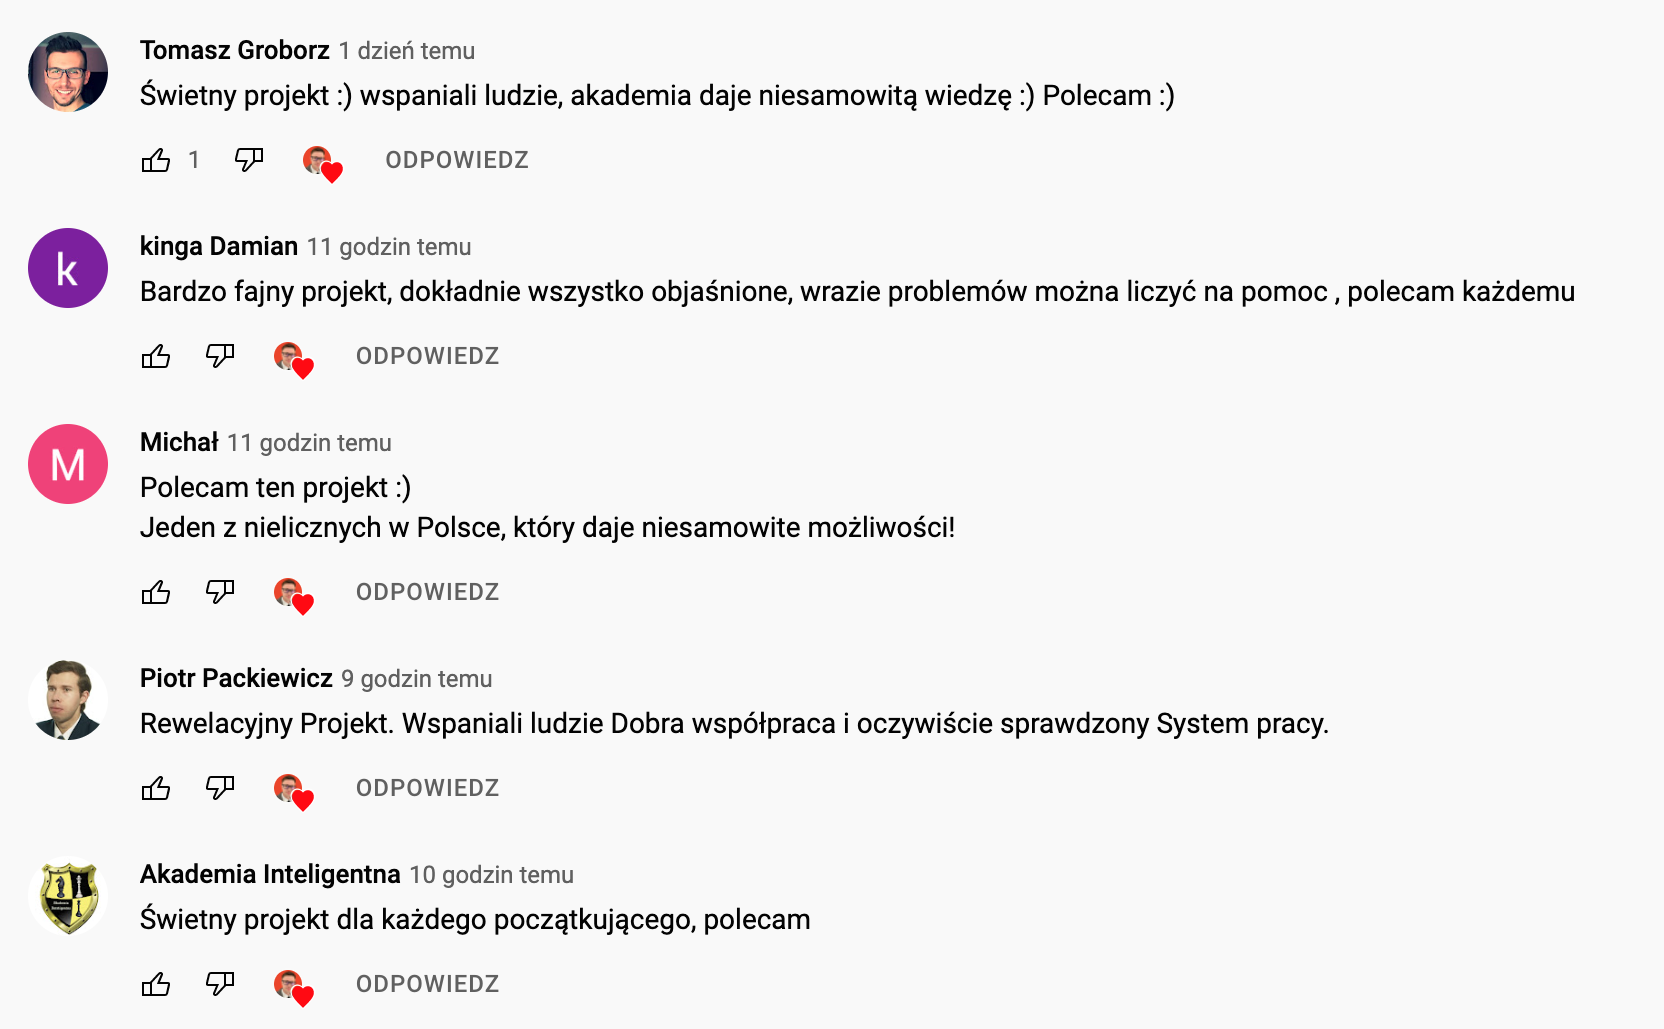 Tomasz Groborz 1 dzień temu
Świetny projekt :) wspaniali ludzie, akademia daje niesamowitą wiedzę :) Polecam :)
1 ODPOWIEDZ
k
kinga Damian 11 godzin temu
Bardzo fajny projekt, dokładnie wszystko objaśnione, wrazie problemów można liczyć na pomoc , polecam każdemu
ODPOWIEDZ
M
Michał 11 godzin temu
Polecam ten projekt :)
Jeden z nielicznych w Polsce, który daje niesamowite możliwości!
ODPOWIEDZ
Piotr Packiewicz 9 godzin temu
Rewelacyjny Projekt. Wspaniali ludzie Dobra współpraca i oczywiście sprawdzony System pracy.
ODPOWIEDZ
Akademia Inteligentna 10 godzin temu
Świetny projekt dla każdego początkującego, polecam
ODPOWIEDZ